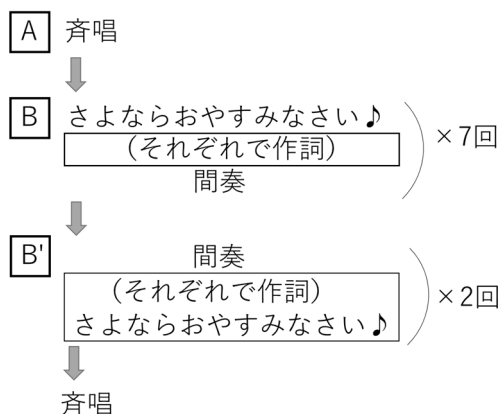 A 斉唱
B さよならおやすみなさい♪
(それぞれで作詞)
間奏
×7回
B' 間奏
(それぞれで作詞)
さよならおやすみなさい♪
×2回
斉唱